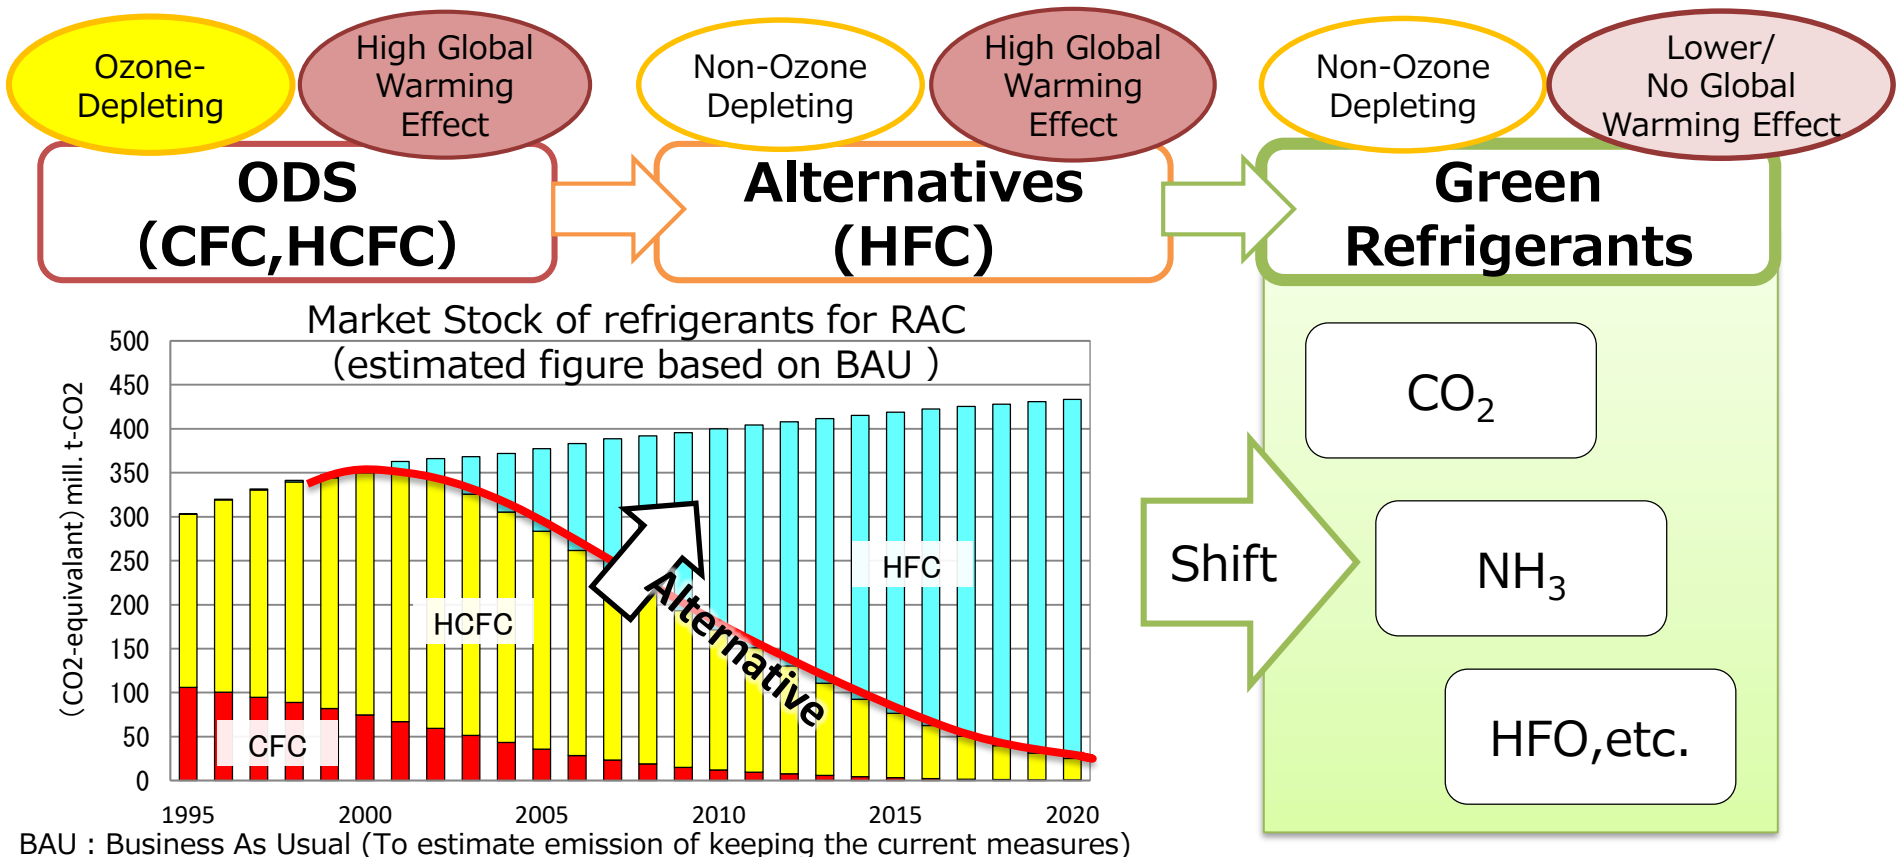 Ozone-
Depleting
High Global
Warming
Effect
Non-Ozone
Depleting
High Global
Warming
Effect
Non-Ozone
Depleting
Lower/
No Global
Warming Effect
ODS
(CFC,HCFC)
Alternatives
(HFC)
Green
Refrigerants
Market Stock of refrigerants for RAC
(estimated figure based on BAU )
(CO2-equivalant) mill. t-CO2
500
450
400
350
300
250
200
150
100
50
0
HFC
HCFC
CFC
Alternative
1995
2000
2005
2010
2015
2020
BAU : Business As Usual (To estimate emission of keeping the current measures)
Shift
CO₂
NH₃
HFO,etc.